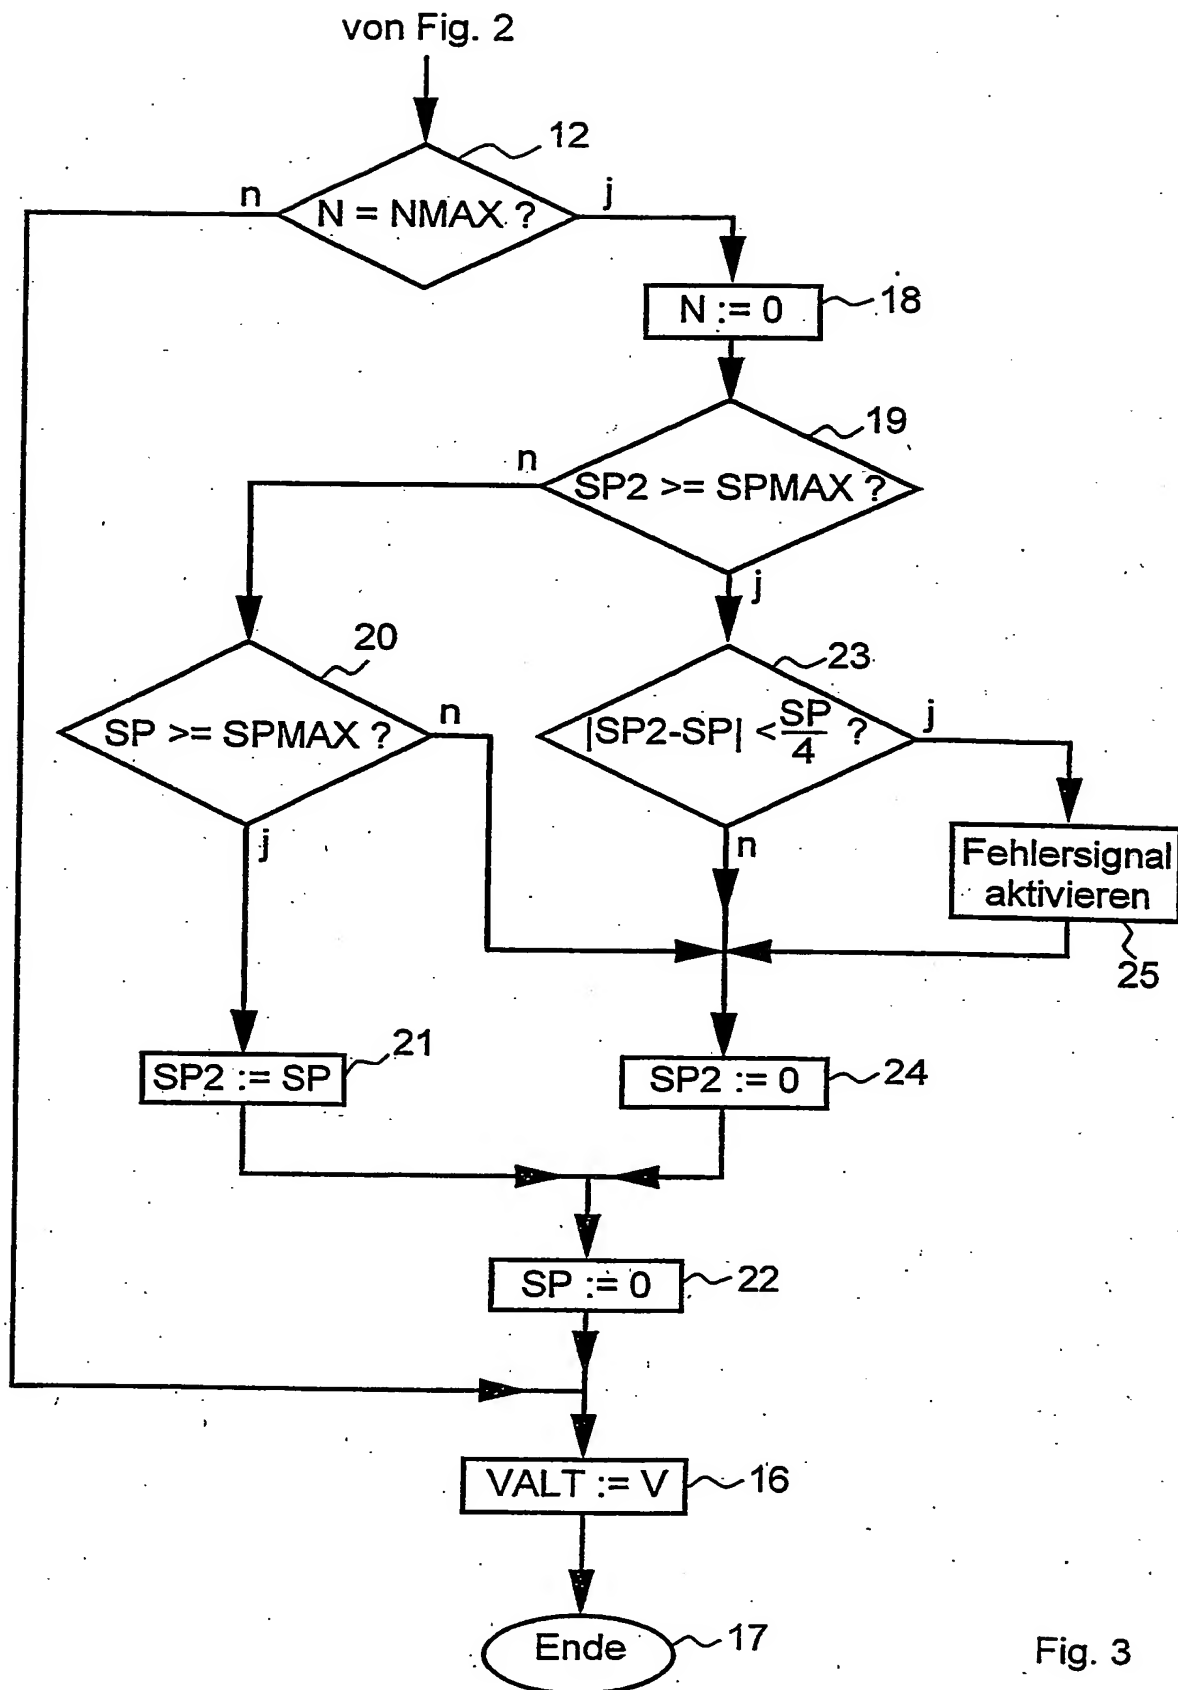 von Fig. 2
12
n
j
N = NMAX ?
N := 0
18
19
n
SP2 >= SPMAX ?
j
20
23
SP >= SPMAX ?
n
|SP2-SP| < SP/4 ?
j
j
n
Fehlersignal
aktivieren
25
SP2 := SP
21
SP2 := 0
24
SP := 0
22
VALT := V
16
Ende
17
Fig. 3